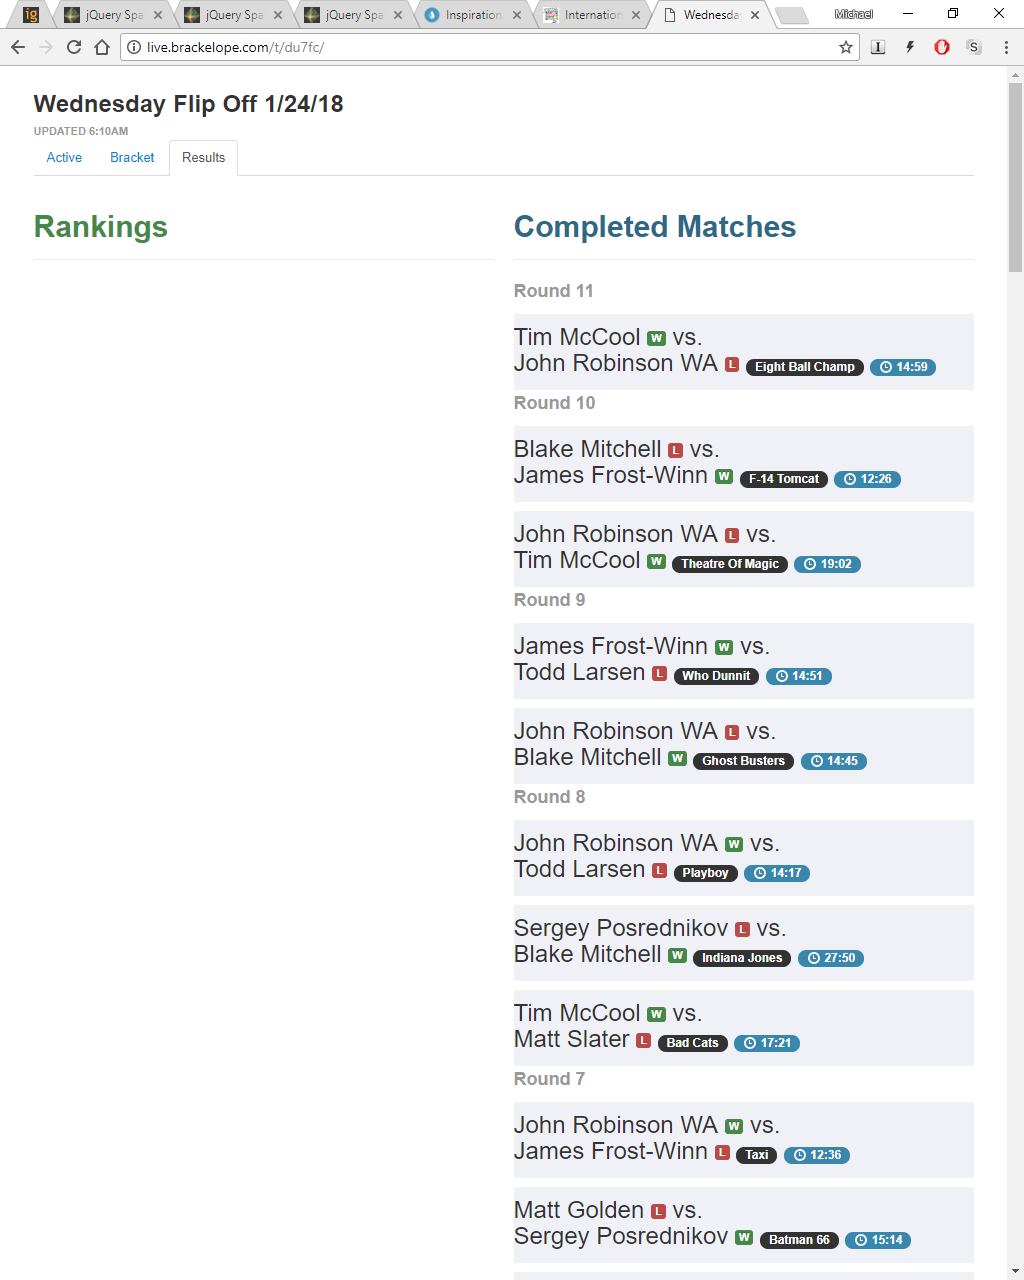 ig
jQuery Spa
jQuery Spa
jQuery Spa
Inspiration
Internation
Wednesda
Michael
live.brackelope.com/t/du7fc/
Wednesday Flip Off 1/24/18
UPDATED 6:10AM
Active
Bracket
Results
Rankings
Completed Matches
Round 11
Tim McCool W vs.
John Robinson WA L Eight Ball Champ 14:59
Round 10
Blake Mitchell L vs.
James Frost-Winn W F-14 Tomcat 12:26
John Robinson WA L vs.
Tim McCool W Theatre Of Magic 19:02
Round 9
James Frost-Winn W vs.
Todd Larsen L Who Dunnit 14:51
John Robinson WA L vs.
Blake Mitchell W Ghost Busters 14:45
Round 8
John Robinson WA W vs.
Todd Larsen L Playboy 14:17
Sergey Posrednikov L vs.
Blake Mitchell W Indiana Jones 27:50
Tim McCool W vs.
Matt Slater L Bad Cats 17:21
Round 7
John Robinson WA W vs.
James Frost-Winn L Taxi 12:36
Matt Golden L vs.
Sergey Posrednikov W Batman 66 15:14